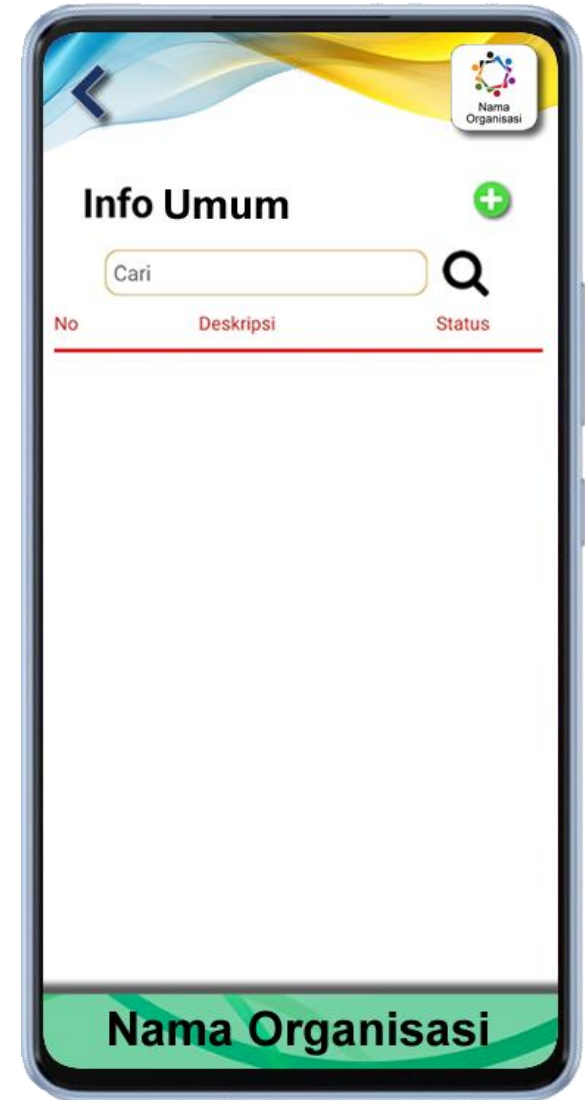 Nama
Organisasi
Info Umum
Cari
No Deskripsi Status
Nama Organisasi